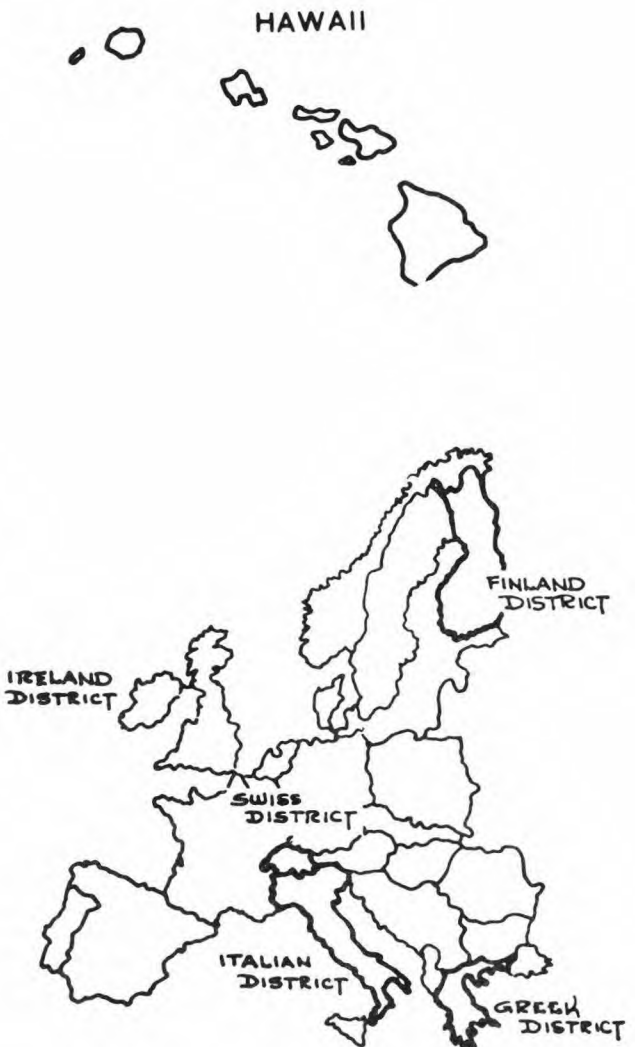 HAWAII
FINLAND
DISTRICT
IRELAND
DISTRICT
SWISS
DISTRICT
ITALIAN
DISTRICT
GREEK
DISTRICT